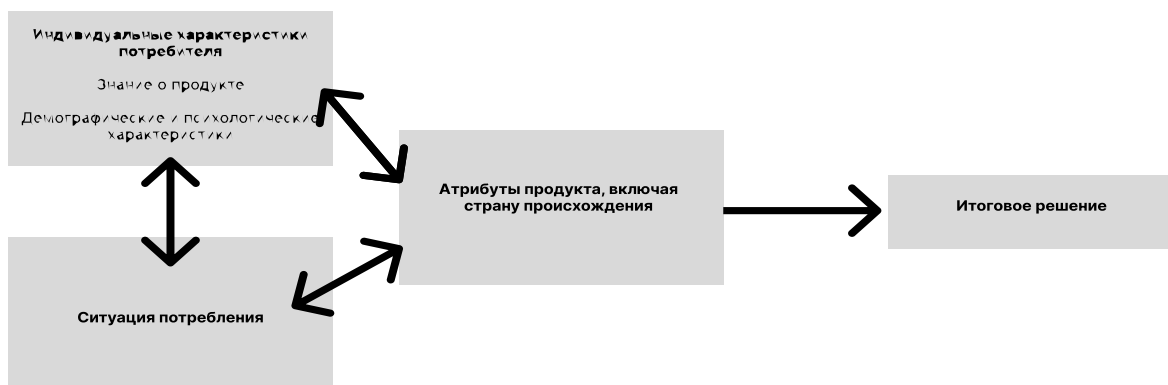 Индивидуальные характеристики
потребителя
Знание о продукте
Демографические и психологические
характеристики
Атрибуты продукта, включая
страну происхождения
Итоговое решение
Ситуация потребления